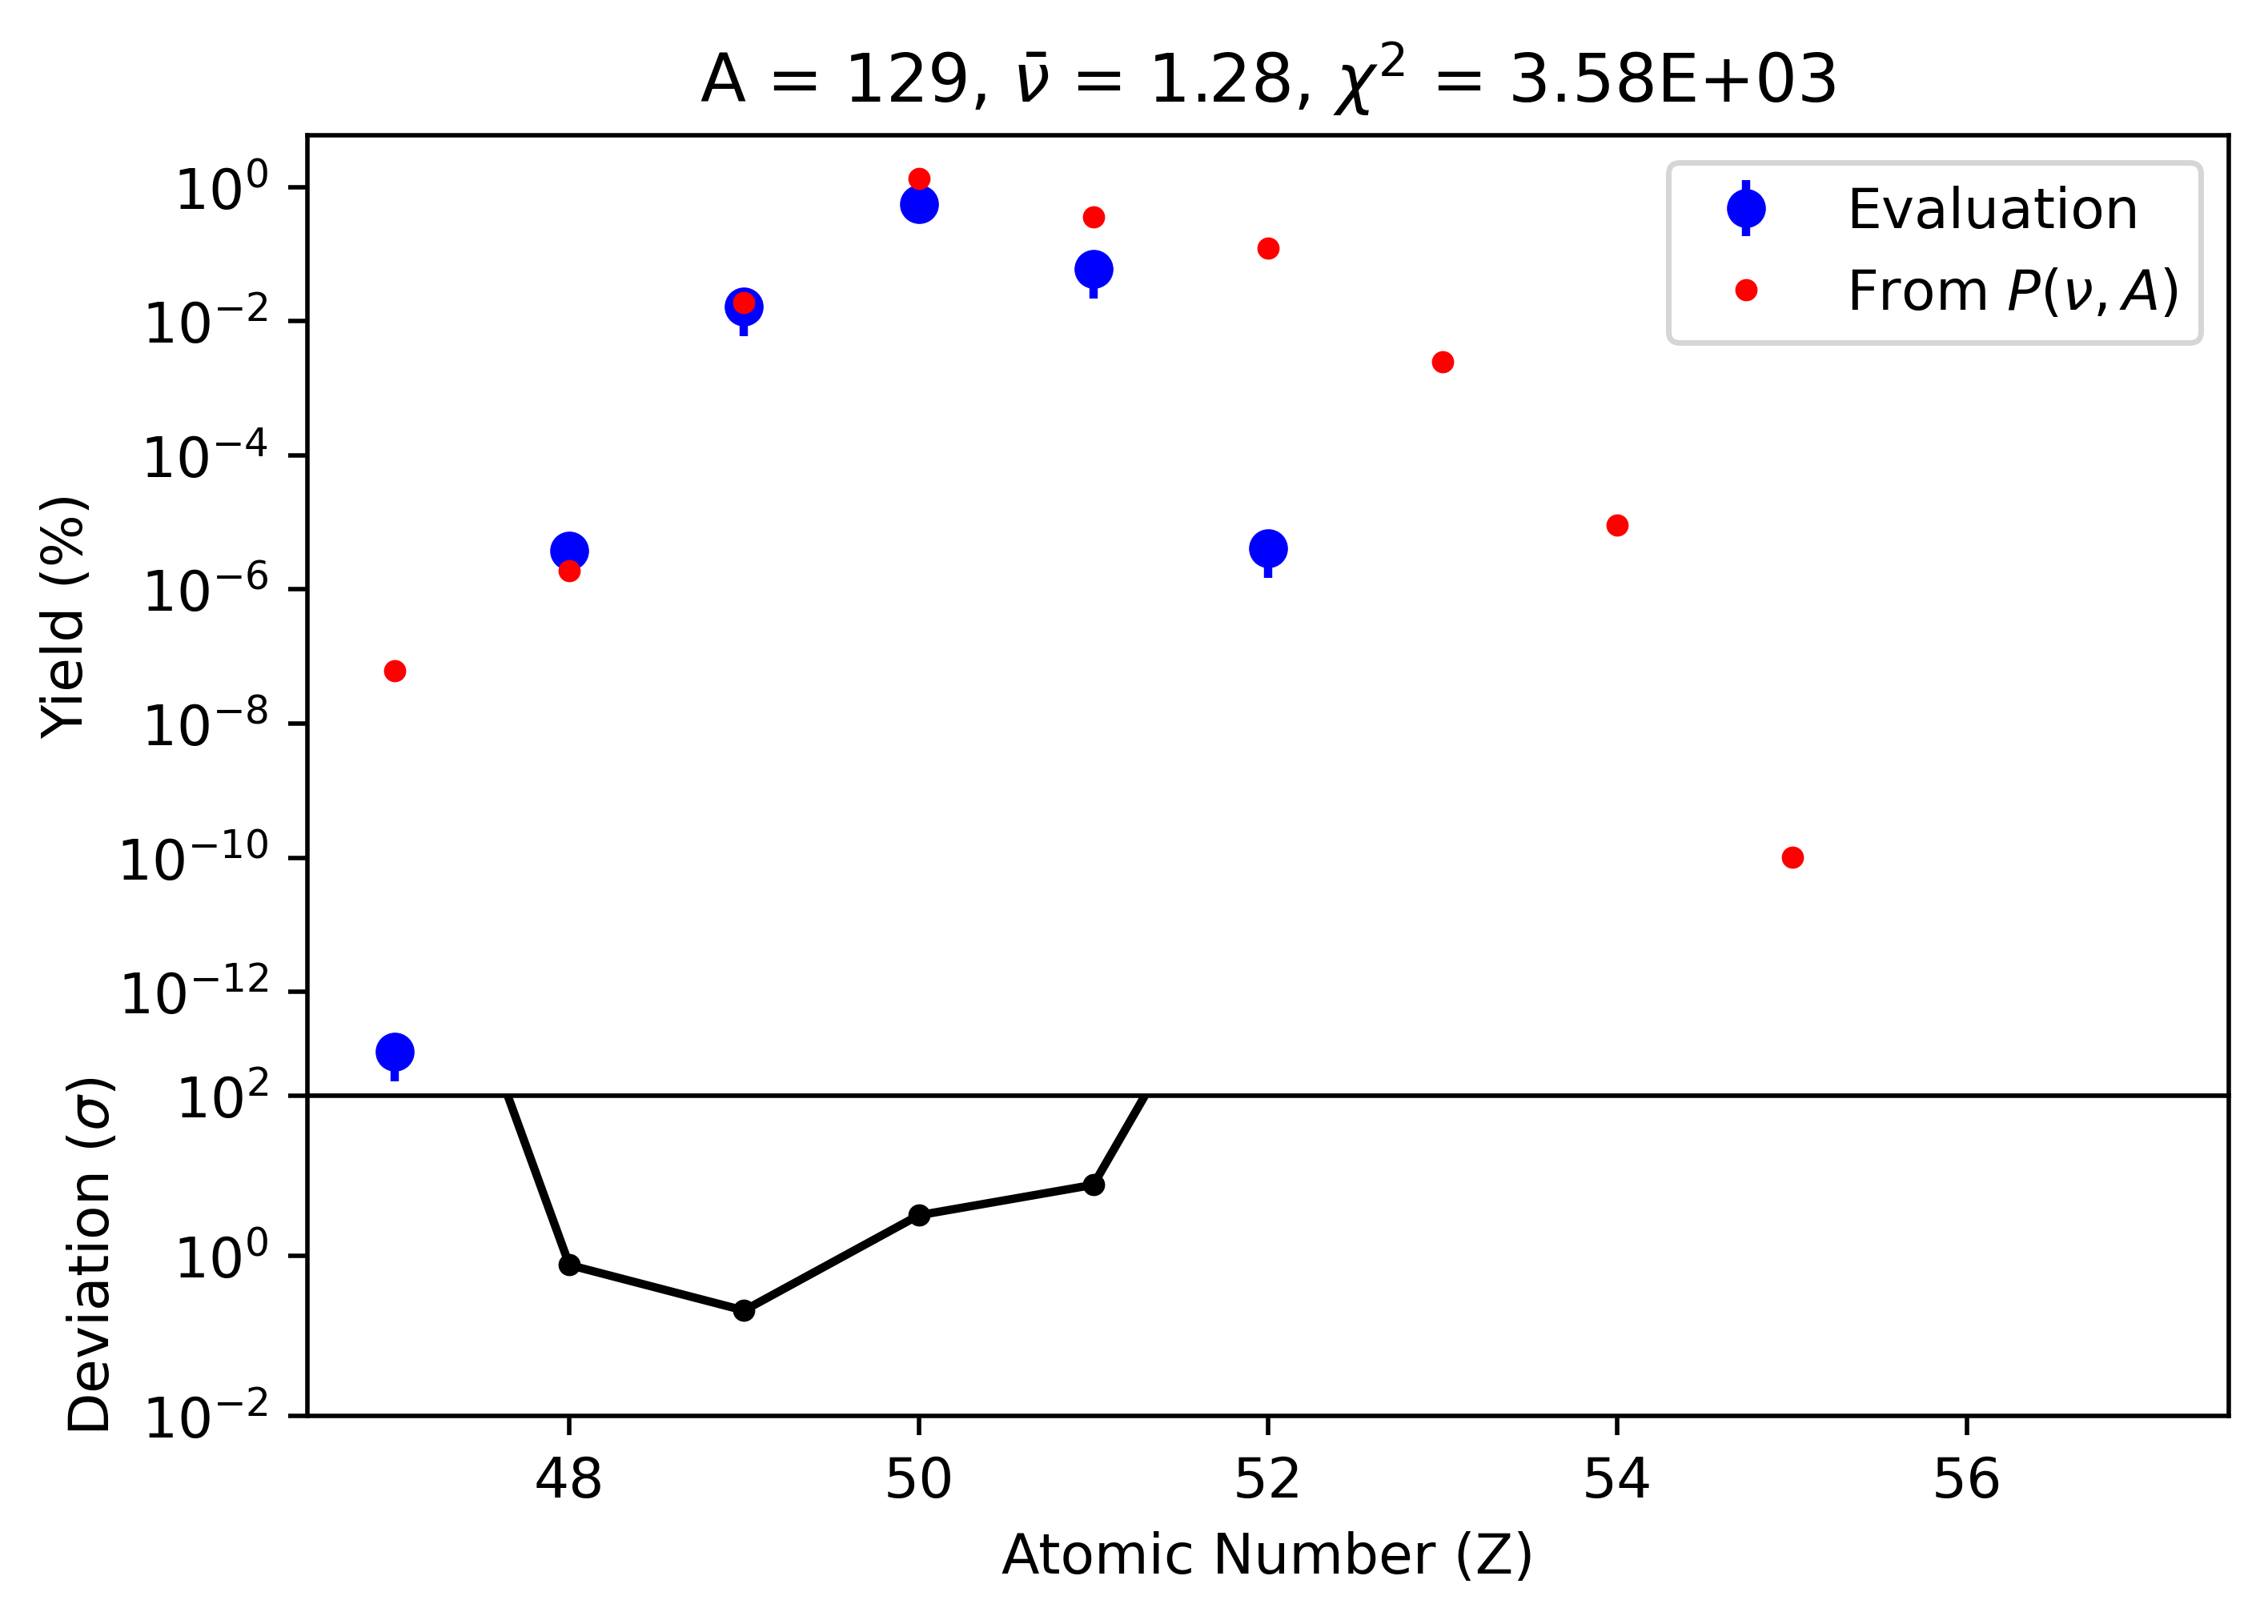 A = 129, ν̄ = 1.28, χ² = 3.58E+03
Yield (%)
10⁰
10⁻²
10⁻⁴
10⁻⁶
10⁻⁸
10⁻¹⁰
10⁻¹²
Evaluation
From P(ν, A)
Deviation (σ)
10²
10⁰
10⁻²
48 50 52 54 56
Atomic Number (Z)